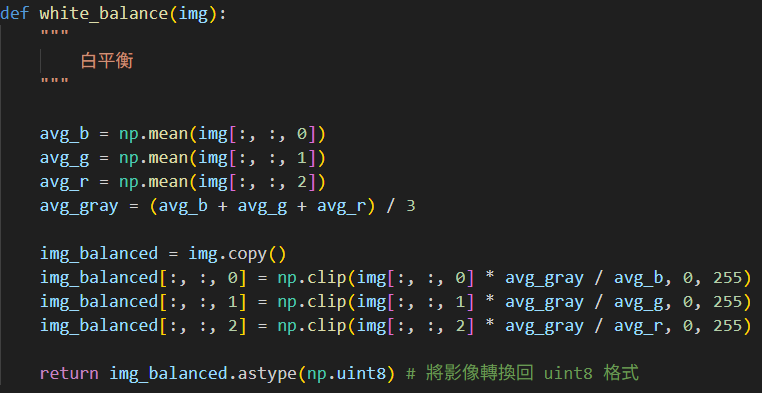 def white_balance(img):
    """
        白平衡
    """

    avg_b = np.mean(img[:, :, 0])
    avg_g = np.mean(img[:, :, 1])
    avg_r = np.mean(img[:, :, 2])
    avg_gray = (avg_b + avg_g + avg_r) / 3

    img_balanced = img.copy()
    img_balanced[:, :, 0] = np.clip(img[:, :, 0] * avg_gray / avg_b, 0, 255)
    img_balanced[:, :, 1] = np.clip(img[:, :, 1] * avg_gray / avg_g, 0, 255)
    img_balanced[:, :, 2] = np.clip(img[:, :, 2] * avg_gray / avg_r, 0, 255)

    return img_balanced.astype(np.uint8) # 將影像轉換回 uint8 格式